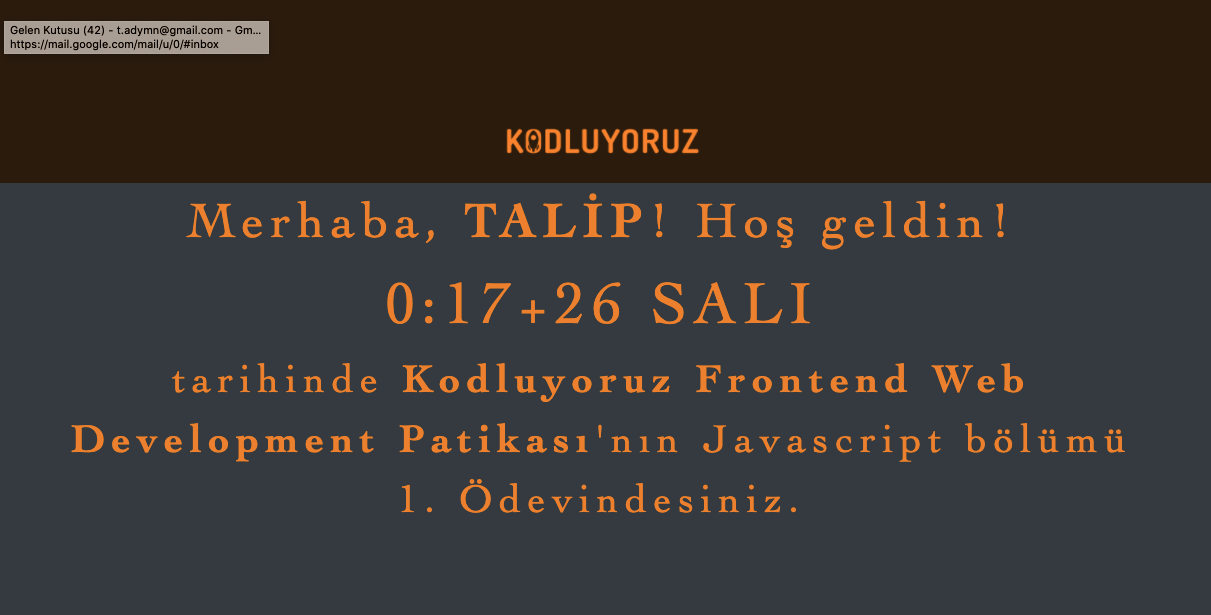 Gelen Kutusu (42) - t.adymn@gmail.com - Gm...
https://mail.google.com/mail/u/0/#inbox
KODLUYORUZ
Merhaba, TALİP! Hoş geldin!
0:17+26 SALI
tarihinde Kodluyoruz Frontend Web
Development Patikası'nın Javascript bölümü
1. Ödevindesiniz.